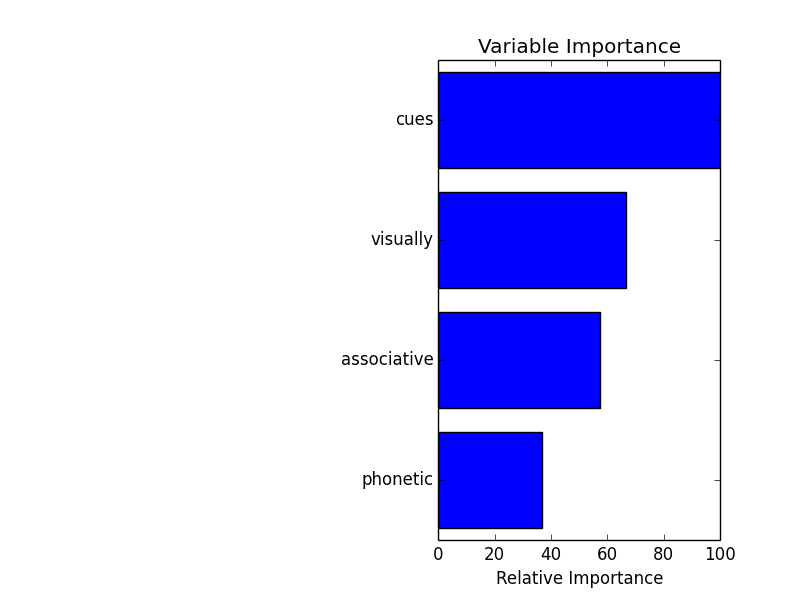 Variable Importance
cues
visually
associative
phonetic
0 20 40 60 80 100
Relative Importance